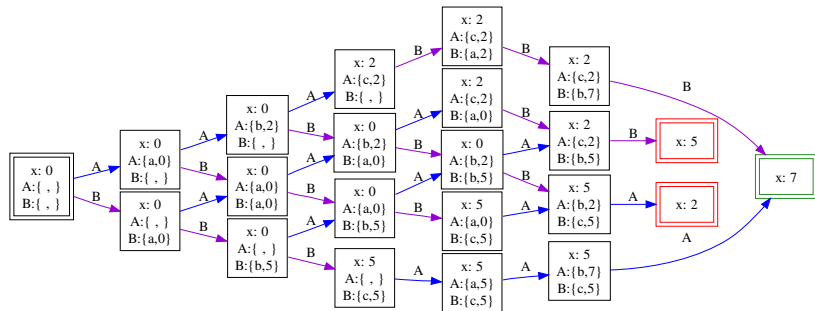 x: 0
A:{ , }
B:{ , }
A
B
x: 0
A:{a,0}
B:{ , }
x: 0
A:{ , }
B:{a,0}
A
B
A
B
x: 0
A:{b,2}
B:{ , }
x: 0
A:{a,0}
B:{a,0}
x: 0
A:{ , }
B:{b,5}
A
B
A
B
A
B
x: 2
A:{c,2}
B:{ , }
x: 0
A:{b,2}
B:{a,0}
x: 0
A:{a,0}
B:{b,5}
x: 5
A:{ , }
B:{c,5}
B
A
B
A
B
A
x: 2
A:{c,2}
B:{a,2}
x: 2
A:{c,2}
B:{a,0}
x: 0
A:{b,2}
B:{b,5}
x: 5
A:{a,0}
B:{c,5}
x: 5
A:{a,5}
B:{c,5}
B
B
A
B
A
A
x: 2
A:{c,2}
B:{b,7}
x: 2
A:{c,2}
B:{b,5}
x: 5
A:{b,2}
B:{c,5}
x: 5
A:{b,7}
B:{c,5}
B
B
A
A
x: 5
x: 2
x: 7